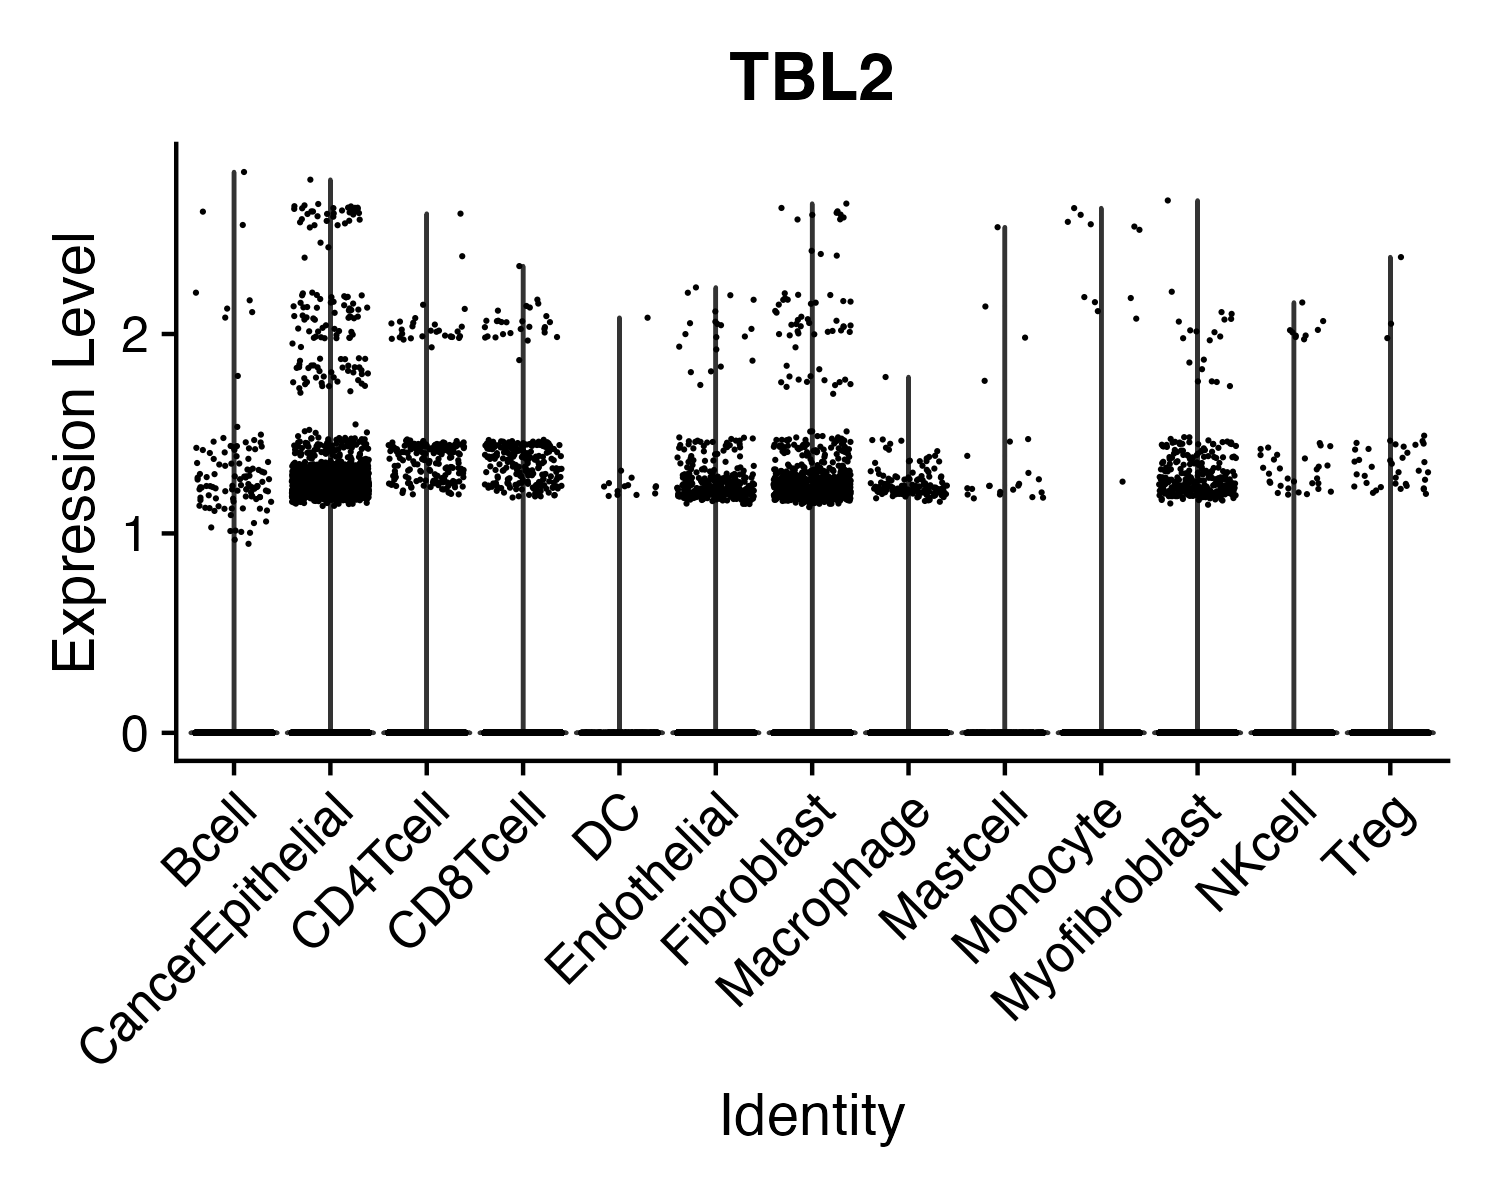 TBL2
Expression Level
2
1
0
Bcell
CancerEpithelial
CD4Tcell
CD8Tcell
DC
Endothelial
Fibroblast
Macrophage
Mastcell
Monocyte
Myofibroblast
NKcell
Treg
Identity